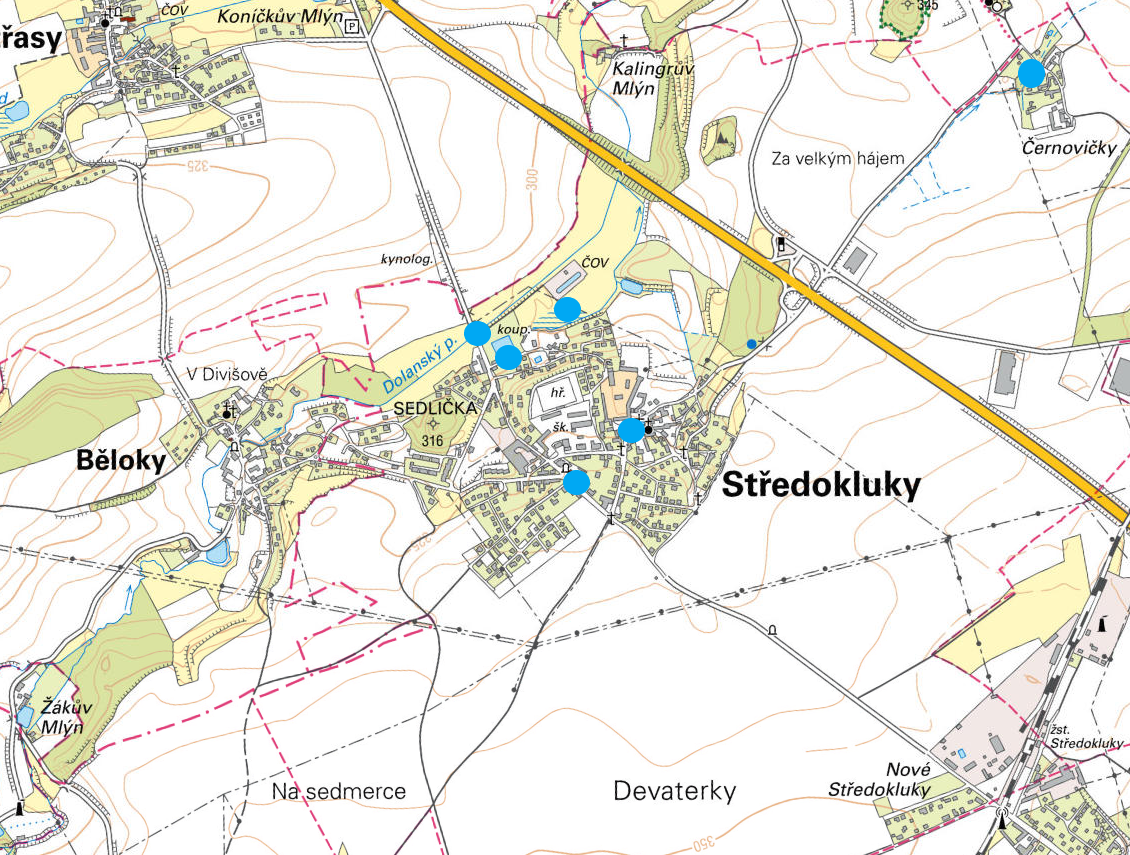 ČOV
Koníčkův Mlýn
P
345
řasy
Kalingrův
Mlýn
Za velkým hájem
Černovičky
325
300
kynolog.
ČOV
koup.
Dolanský p.
V Divišově
hř.
SEDLIČKA
316
šk.
Běloky
Středokluky
Žákův
Mlýn
žst.
Středokluky
Nové
Středokluky
Na sedmerce
Devaterky
350